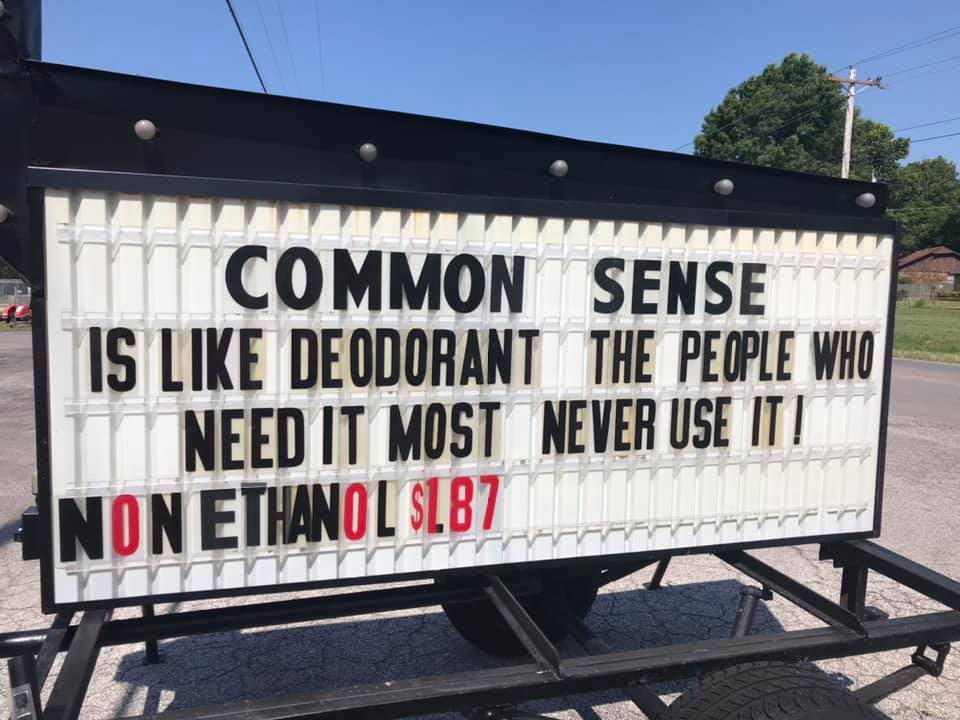 COMMON SENSE
IS LIKE DEODORANT THE PEOPLE WHO
NEED IT MOST NEVER USE IT!
NON ETHANOL $1.87